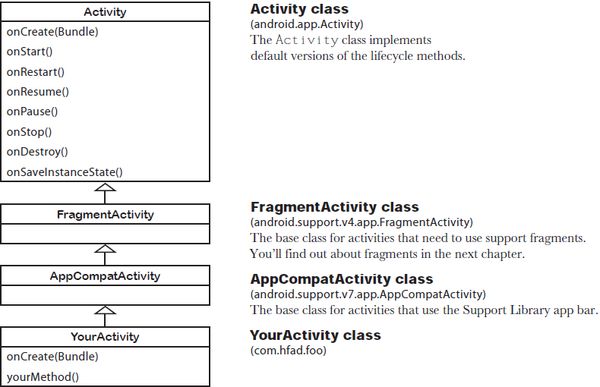 Activity
onCreate(Bundle)
onStart()
onRestart()
onResume()
onPause()
onStop()
onDestroy()
onSaveInstanceState()
Activity class
(android.app.Activity)
The Activity class implements
default versions of the lifecycle methods.
FragmentActivity
FragmentActivity class
(android.support.v4.app.FragmentActivity)
The base class for activities that need to use support fragments.
You’ll find out about fragments in the next chapter.
AppCompatActivity
AppCompatActivity class
(android.support.v7.app.AppCompatActivity)
The base class for activities that use the Support Library app bar.
YourActivity
onCreate(Bundle)
yourMethod()
YourActivity class
(com.hfad.foo)